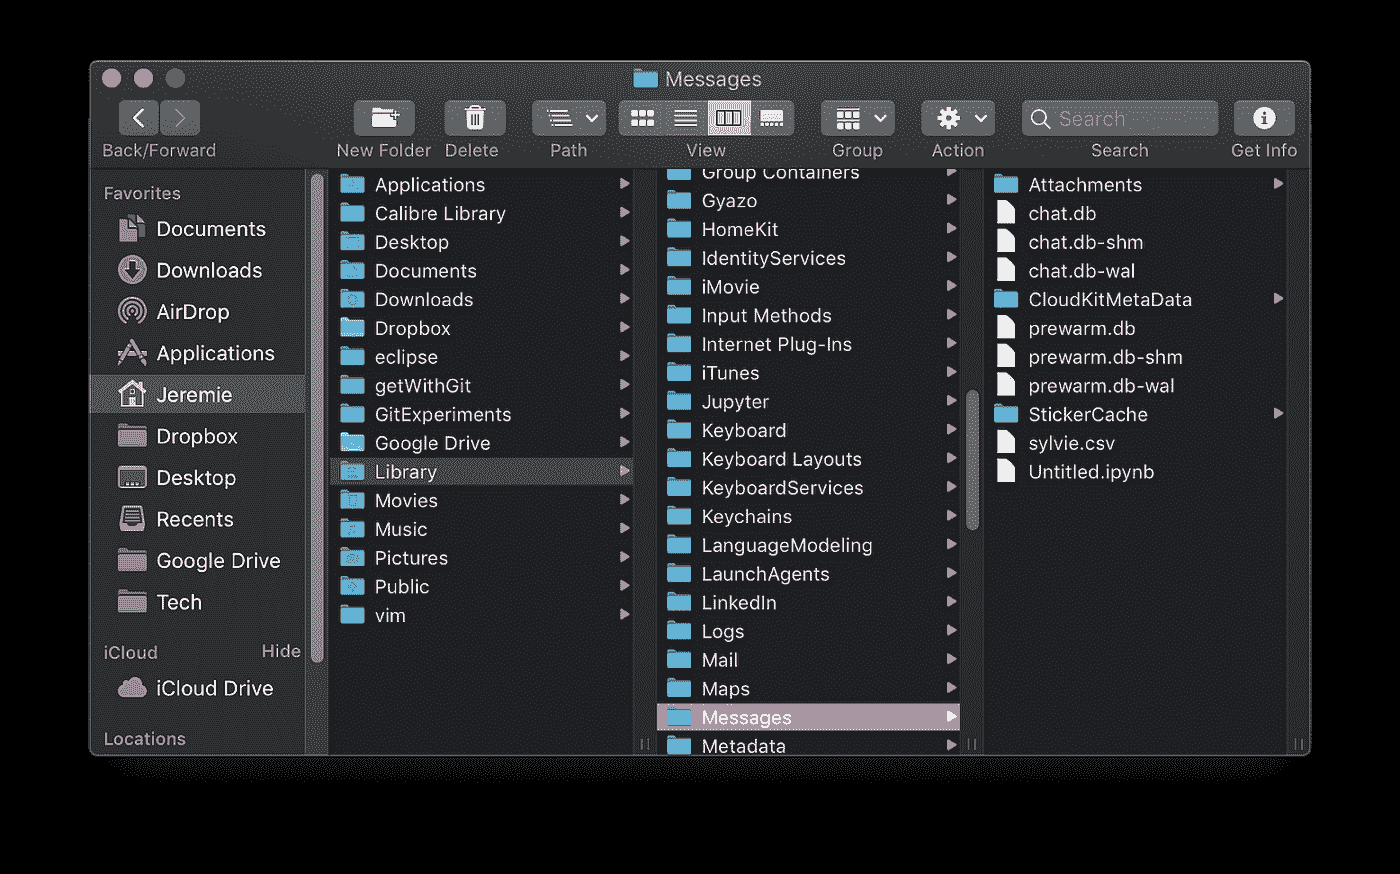 Messages
Back/Forward
New Folder
Delete
Path
View
Group
Action
Search
Search
Get Info
Favorites
Documents
Downloads
AirDrop
Applications
Jeremie
Dropbox
Desktop
Recents
Google Drive
Tech
iCloud Hide
iCloud Drive
Locations
Applications
Calibre Library
Desktop
Documents
Downloads
Dropbox
eclipse
getWithGit
GitExperiments
Google Drive
Library
Movies
Music
Pictures
Public
vim
Group Containers
Gyazo
HomeKit
IdentityServices
iMovie
Input Methods
Internet Plug-Ins
iTunes
Jupyter
Keyboard
Keyboard Layouts
KeyboardServices
Keychains
LanguageModeling
LaunchAgents
LinkedIn
Logs
Mail
Maps
Messages
Metadata
Attachments
chat.db
chat.db-shm
chat.db-wal
CloudKitMetaData
prewarm.db
prewarm.db-shm
prewarm.db-wal
StickerCache
sylvie.csv
Untitled.ipynb